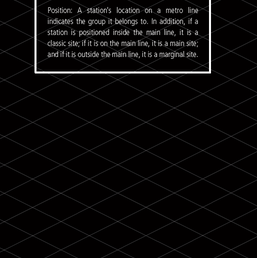 Position: A station's location on a metro line
indicates the group it belongs to. In addition, if a
station is positioned inside the main line, it is a
classic site; if it is on the main line, it is a main site;
and if it is outside the main line, it is a marginal site.